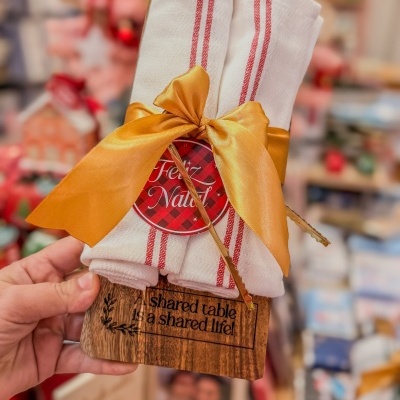 Feliz
Natal
A shared table
is a shared life!